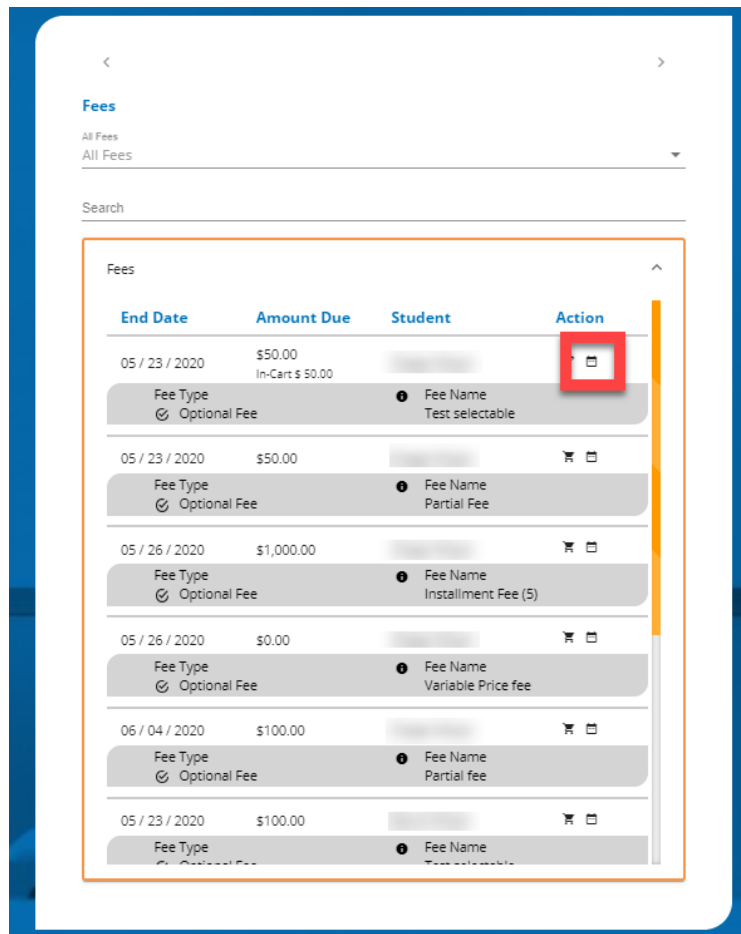 Fees
All Fees
All Fees
Search
Fees
End Date Amount Due Student Action
05 / 23 / 2020 $50.00
In-Cart $ 50.00
Fee Type Fee Name
Optional Fee Test selectable
05 / 23 / 2020 $50.00
Fee Type Fee Name
Optional Fee Partial Fee
05 / 26 / 2020 $1,000.00
Fee Type Fee Name
Optional Fee Installment Fee (5)
05 / 26 / 2020 $0.00
Fee Type Fee Name
Optional Fee Variable Price fee
06 / 04 / 2020 $100.00
Fee Type Fee Name
Optional Fee Partial fee
05 / 23 / 2020 $100.00
Fee Type Fee Name
Optional Fee Test selectable